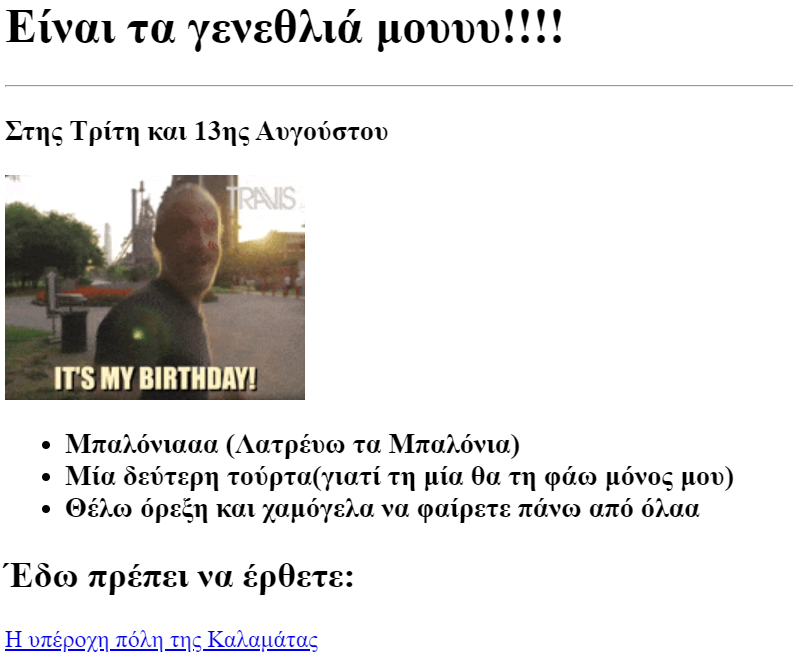 Είναι τα γενεθλιά μουυυ!!!!
Στης Τρίτη και 13ης Αυγούστου
TRAVIS
IT'S MY BIRTHDAY!
Μπαλόνιααα (Λατρέυω τα Μπαλόνια)
Μία δεύτερη τούρτα(γιατί τη μία θα τη φάω μόνος μου)
Θέλω όρεξη και χαμόγελα να φαίρετε πάνω από όλαα
Έδω πρέπει να έρθετε:
Η υπέροχη πόλη της Καλαμάτας